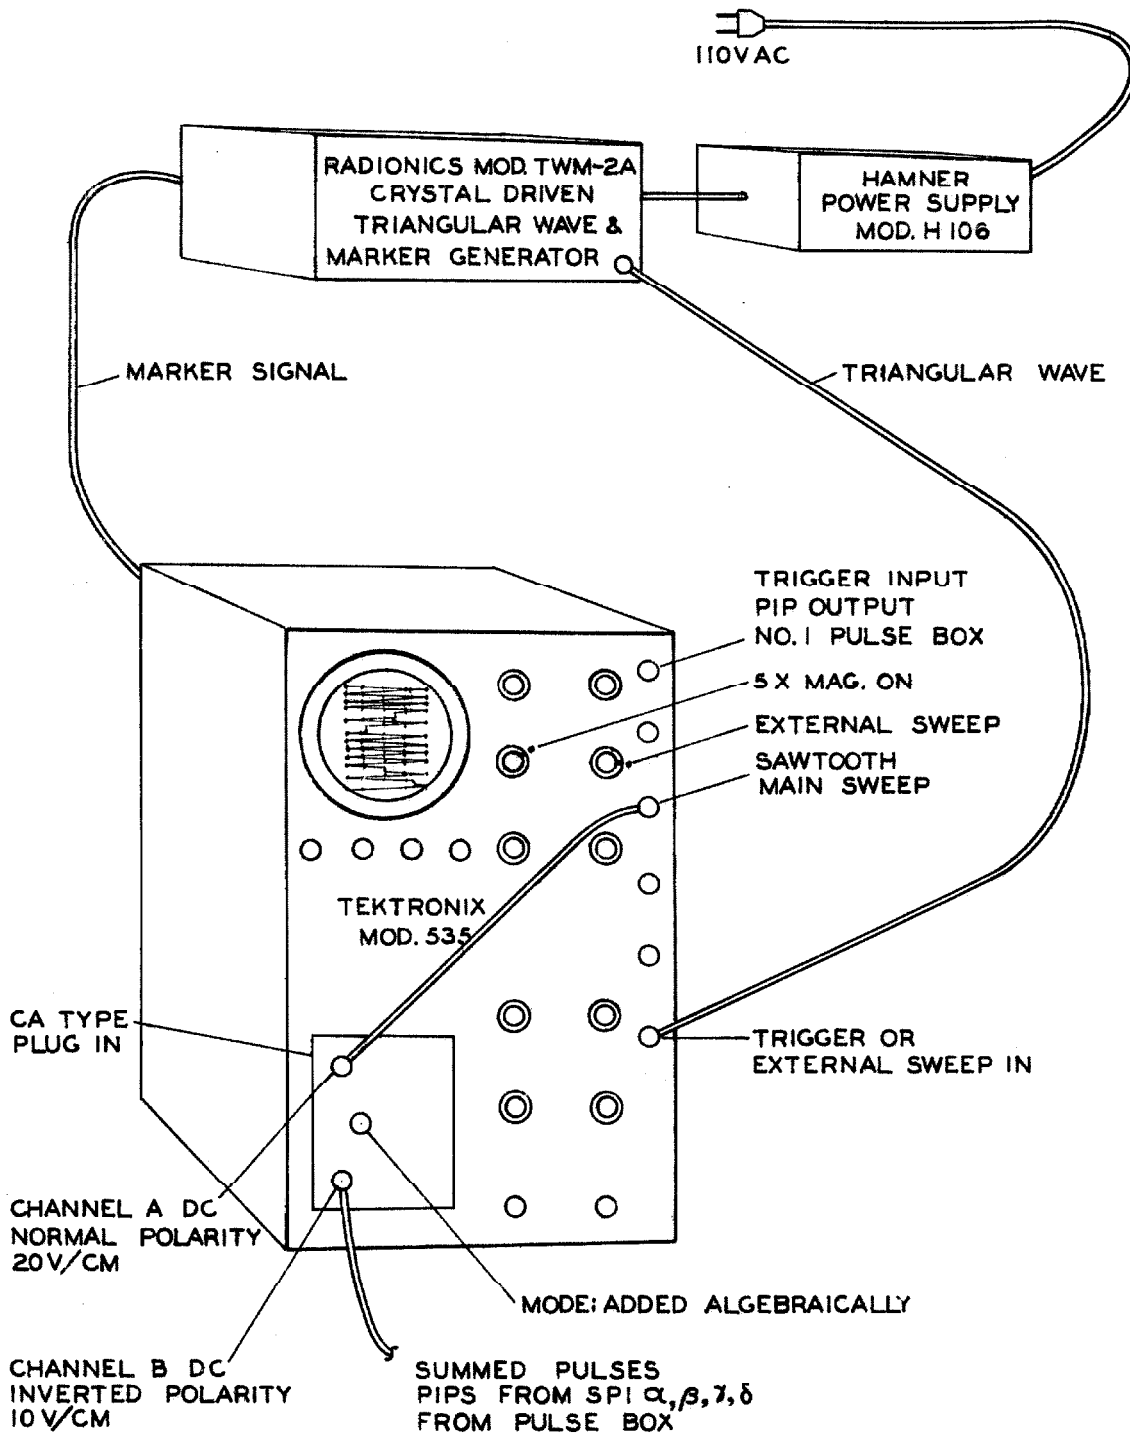 110VAC
RADIONICS MOD. TWM-2A
CRYSTAL DRIVEN
TRIANGULAR WAVE &
MARKER GENERATOR
HAMNER
POWER SUPPLY
MOD. H 106
MARKER SIGNAL
TRIANGULAR WAVE
TRIGGER INPUT
PIP OUTPUT
NO. 1 PULSE BOX
5 X MAG. ON
EXTERNAL SWEEP
SAWTOOTH
MAIN SWEEP
TEKTRONIX
MOD. 535
CA TYPE
PLUG IN
TRIGGER OR
EXTERNAL SWEEP IN
CHANNEL A DC
NORMAL POLARITY
20V/CM
MODE: ADDED ALGEBRAICALLY
CHANNEL B DC
INVERTED POLARITY
10V/CM
SUMMED PULSES
PIPS FROM SPI α, β, γ, δ
FROM PULSE BOX